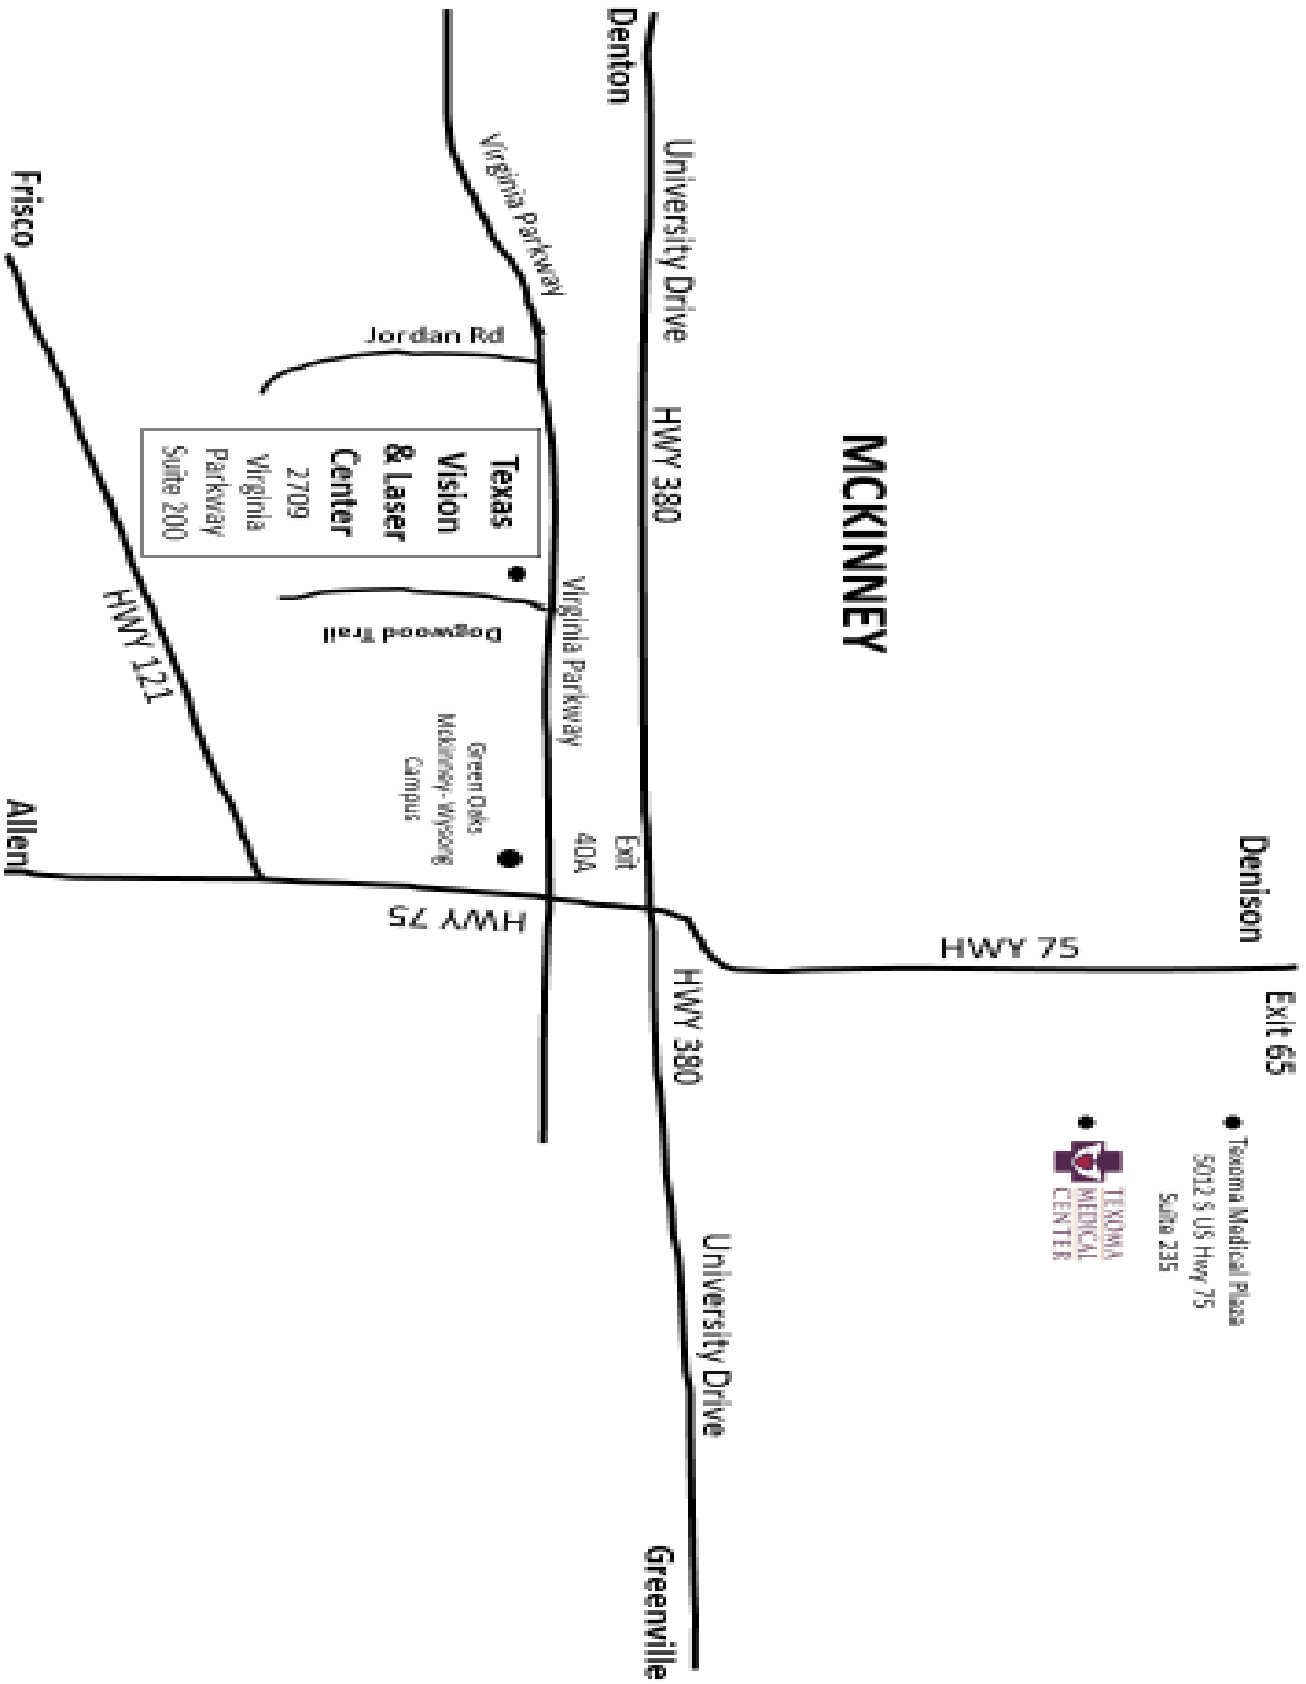 Denison
Exit 65
Texoma Medical Plaza
5012 S US Hwy 75
Suite 235
TEXOMA
MEDICAL
CENTER
HWY 75
MCKINNEY
University Drive
HWY 380
HWY 380
University Drive
Denton
Greenville
Exit
40A
Virginia Parkway
Virginia Parkway
Jordan Rd
Texas
Vision
& Laser
Center
2709
Virginia
Parkway
Suite 200
Dogwood Trail
Green Oaks
Mckinney-Wysong
Campus
HWY 75
HWY 121
Frisco
Allen